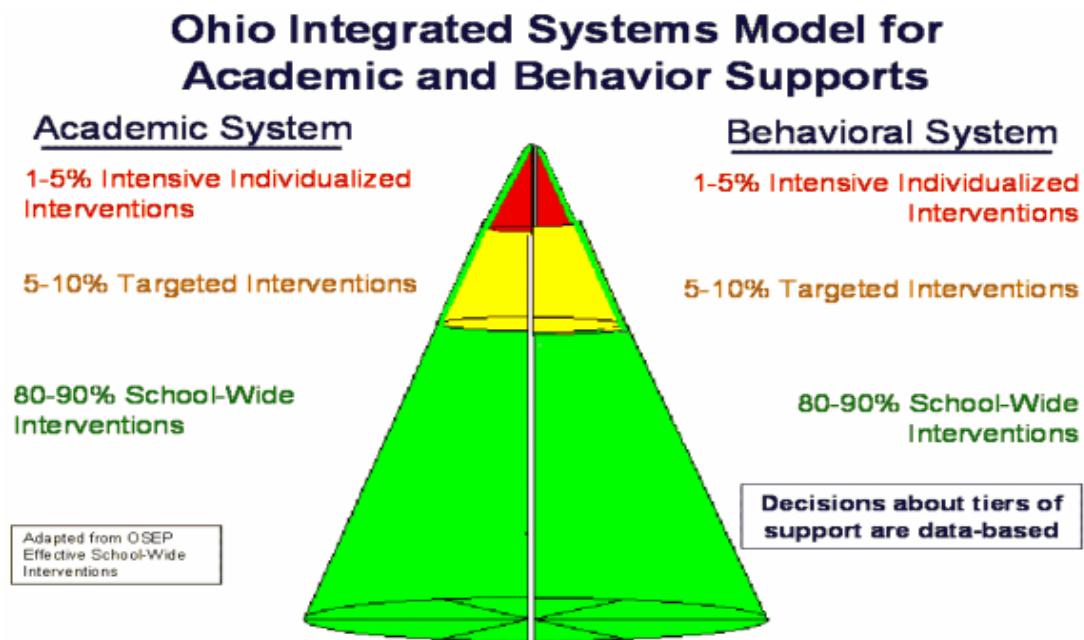 Ohio Integrated Systems Model for
Academic and Behavior Supports
Academic System
1-5% Intensive Individualized
Interventions
5-10% Targeted Interventions
80-90% School-Wide
Interventions
Adapted from OSEP
Effective School-Wide
Interventions
Behavioral System
1-5% Intensive Individualized
Interventions
5-10% Targeted Interventions
80-90% School-Wide
Interventions
Decisions about tiers of
support are data-based